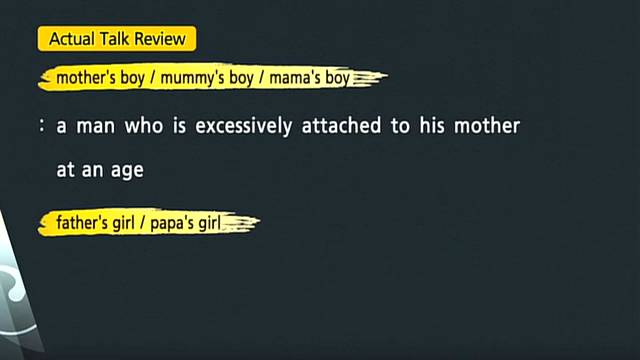 Actual Talk Review
mother's boy / mummy's boy / mama's boy
: a man who is excessively attached to his mother
at an age
father's girl / papa's girl